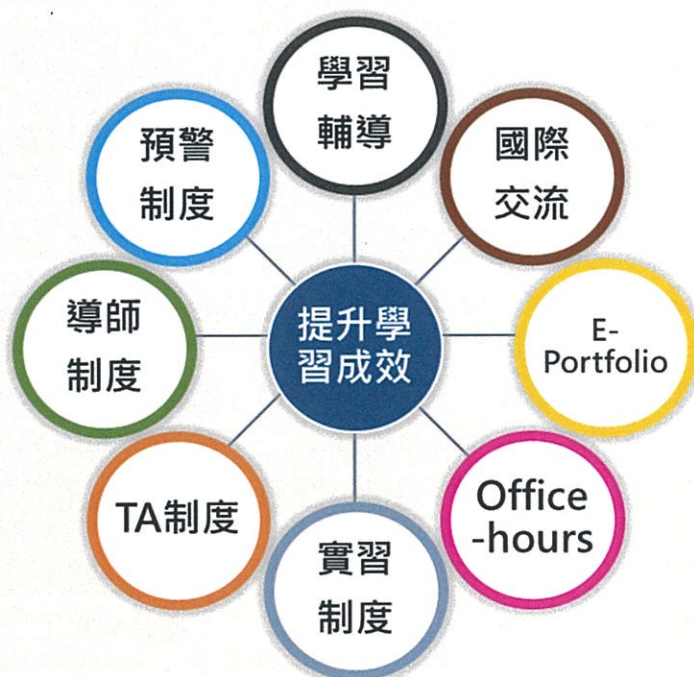 學習
輔導
國際
交流
E-
Portfolio
Office
-hours
實習
制度
TA制度
導師
制度
預警
制度
提升學
習成效